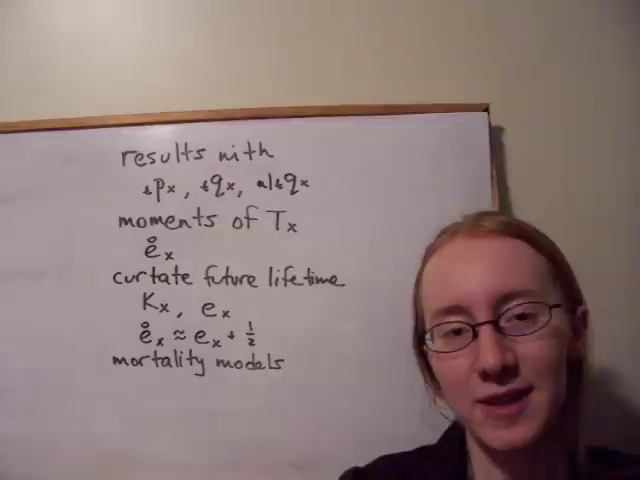 results with
ₜpₓ, ₜqₓ, ᵤ|ₜqₓ
moments of Tₓ
e̊ₓ
curtate future lifetime
Kₓ, eₓ
e̊ₓ ≈ eₓ + ½
mortality models